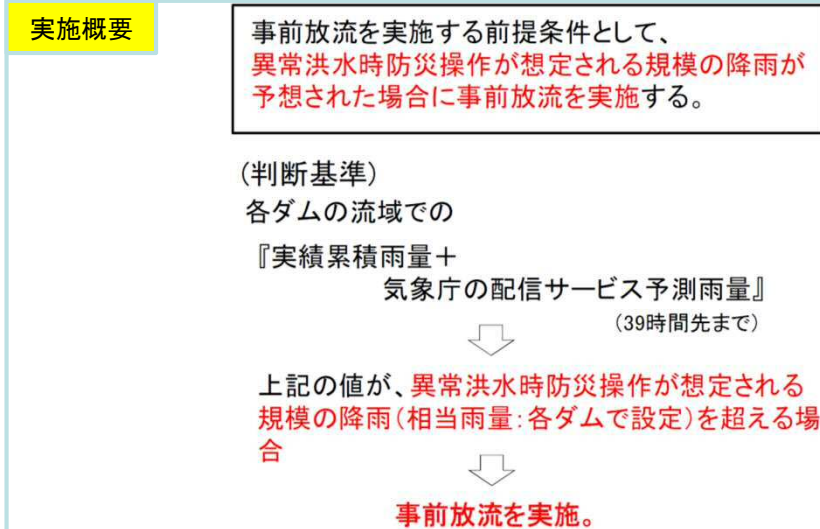 実施概要
事前放流を実施する前提条件として、
異常洪水時防災操作が想定される規模の降雨が
予想された場合に事前放流を実施する。
(判断基準)
各ダムの流域での
『実績累積雨量＋
気象庁の配信サービス予測雨量』
(39時間先まで)
上記の値が、異常洪水時防災操作が想定される
規模の降雨(相当雨量:各ダムで設定)を超える場
合
事前放流を実施。